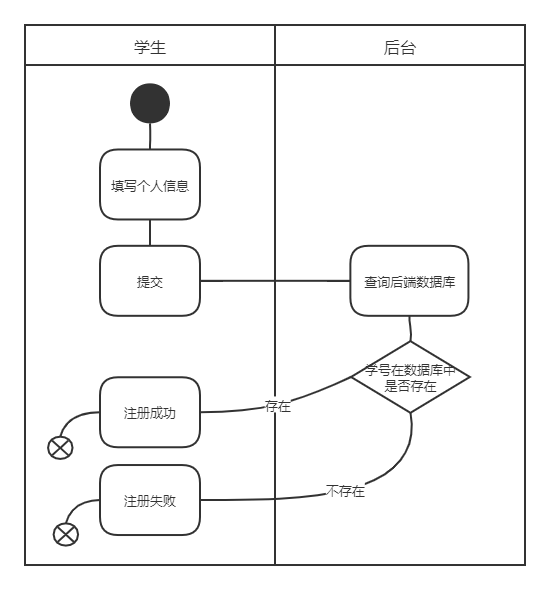 学生
后台
填写个人信息
提交
查询后端数据库
学号在数据库中
是否存在
存在
注册成功
不存在
注册失败